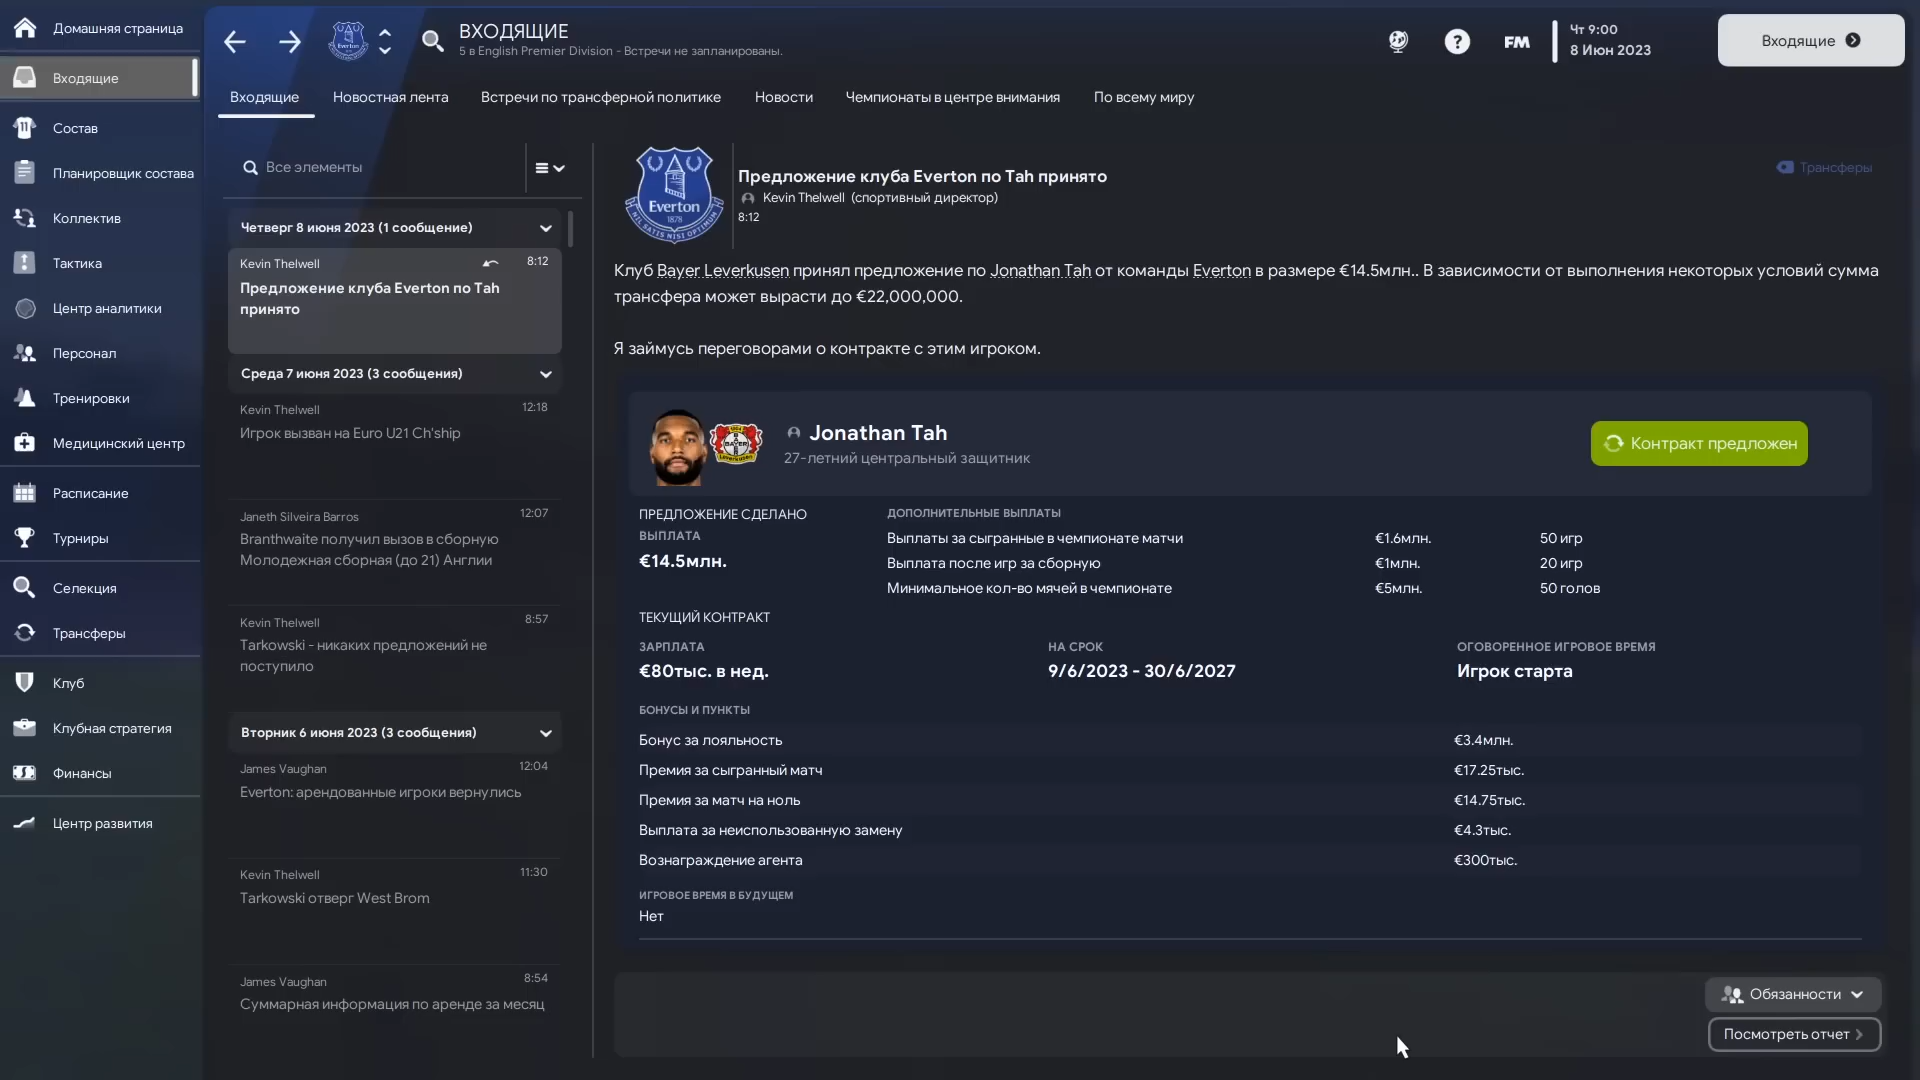 Домашняя страница
Входящие
Состав
Планировщик состава
Коллектив
Тактика
Центр аналитики
Персонал
Тренировки
Медицинский центр
Расписание
Турниры
Селекция
Трансферы
Клуб
Клубная стратегия
Финансы
Центр развития
ВХОДЯЩИЕ
5 в English Premier Division - Встречи не запланированы.
FM
Чт 9:00
8 Июн 2023
Входящие
Входящие
Новостная лента
Встречи по трансферной политике
Новости
Чемпионаты в центре внимания
По всему миру
Все элементы
Четверг 8 июня 2023 (1 сообщение)
Kevin Thelwell
8:12
Предложение клуба Everton по Tah
принято
Среда 7 июня 2023 (3 сообщения)
Kevin Thelwell
12:18
Игрок вызван на Euro U21 Ch'ship
Janeth Silveira Barros
12:07
Branthwaite получил вызов в сборную
Молодежная сборная (до 21) Англии
Kevin Thelwell
8:57
Tarkowski - никаких предложений не
поступило
Вторник 6 июня 2023 (3 сообщения)
James Vaughan
12:04
Everton: арендованные игроки вернулись
Kevin Thelwell
11:30
Tarkowski отверг West Brom
James Vaughan
8:54
Суммарная информация по аренде за месяц
Everton
1878
NIL SATIS NISI OPTIMUM
Предложение клуба Everton по Tah принято
Kevin Thelwell (спортивный директор)
8:12
Трансферы
Клуб Bayer Leverkusen принял предложение по Jonathan Tah от команды Everton в размере €14.5млн.. В зависимости от выполнения некоторых условий сумма
трансфера может вырасти до €22,000,000.
Я займусь переговорами о контракте с этим игроком.
Jonathan Tah
27-летний центральный защитник
Контракт предложен
ПРЕДЛОЖЕНИЕ СДЕЛАНО
ВЫПЛАТА
€14.5млн.
ДОПОЛНИТЕЛЬНЫЕ ВЫПЛАТЫ
Выплаты за сыгранные в чемпионате матчи €1.6млн. 50 игр
Выплата после игр за сборную €1млн. 20 игр
Минимальное кол-во мячей в чемпионате €5млн. 50 голов
ТЕКУЩИЙ КОНТРАКТ
ЗАРПЛАТА
€80тыс. в нед.
НА СРОК
9/6/2023 - 30/6/2027
ОГОВОРЕННОЕ ИГРОВОЕ ВРЕМЯ
Игрок старта
БОНУСЫ И ПУНКТЫ
Бонус за лояльность €3.4млн.
Премия за сыгранный матч €17.25тыс.
Премия за матч на ноль €14.75тыс.
Выплата за неиспользованную замену €4.3тыс.
Вознаграждение агента €300тыс.
ИГРОВОЕ ВРЕМЯ В БУДУЩЕМ
Нет
Обязанности
Посмотреть отчет